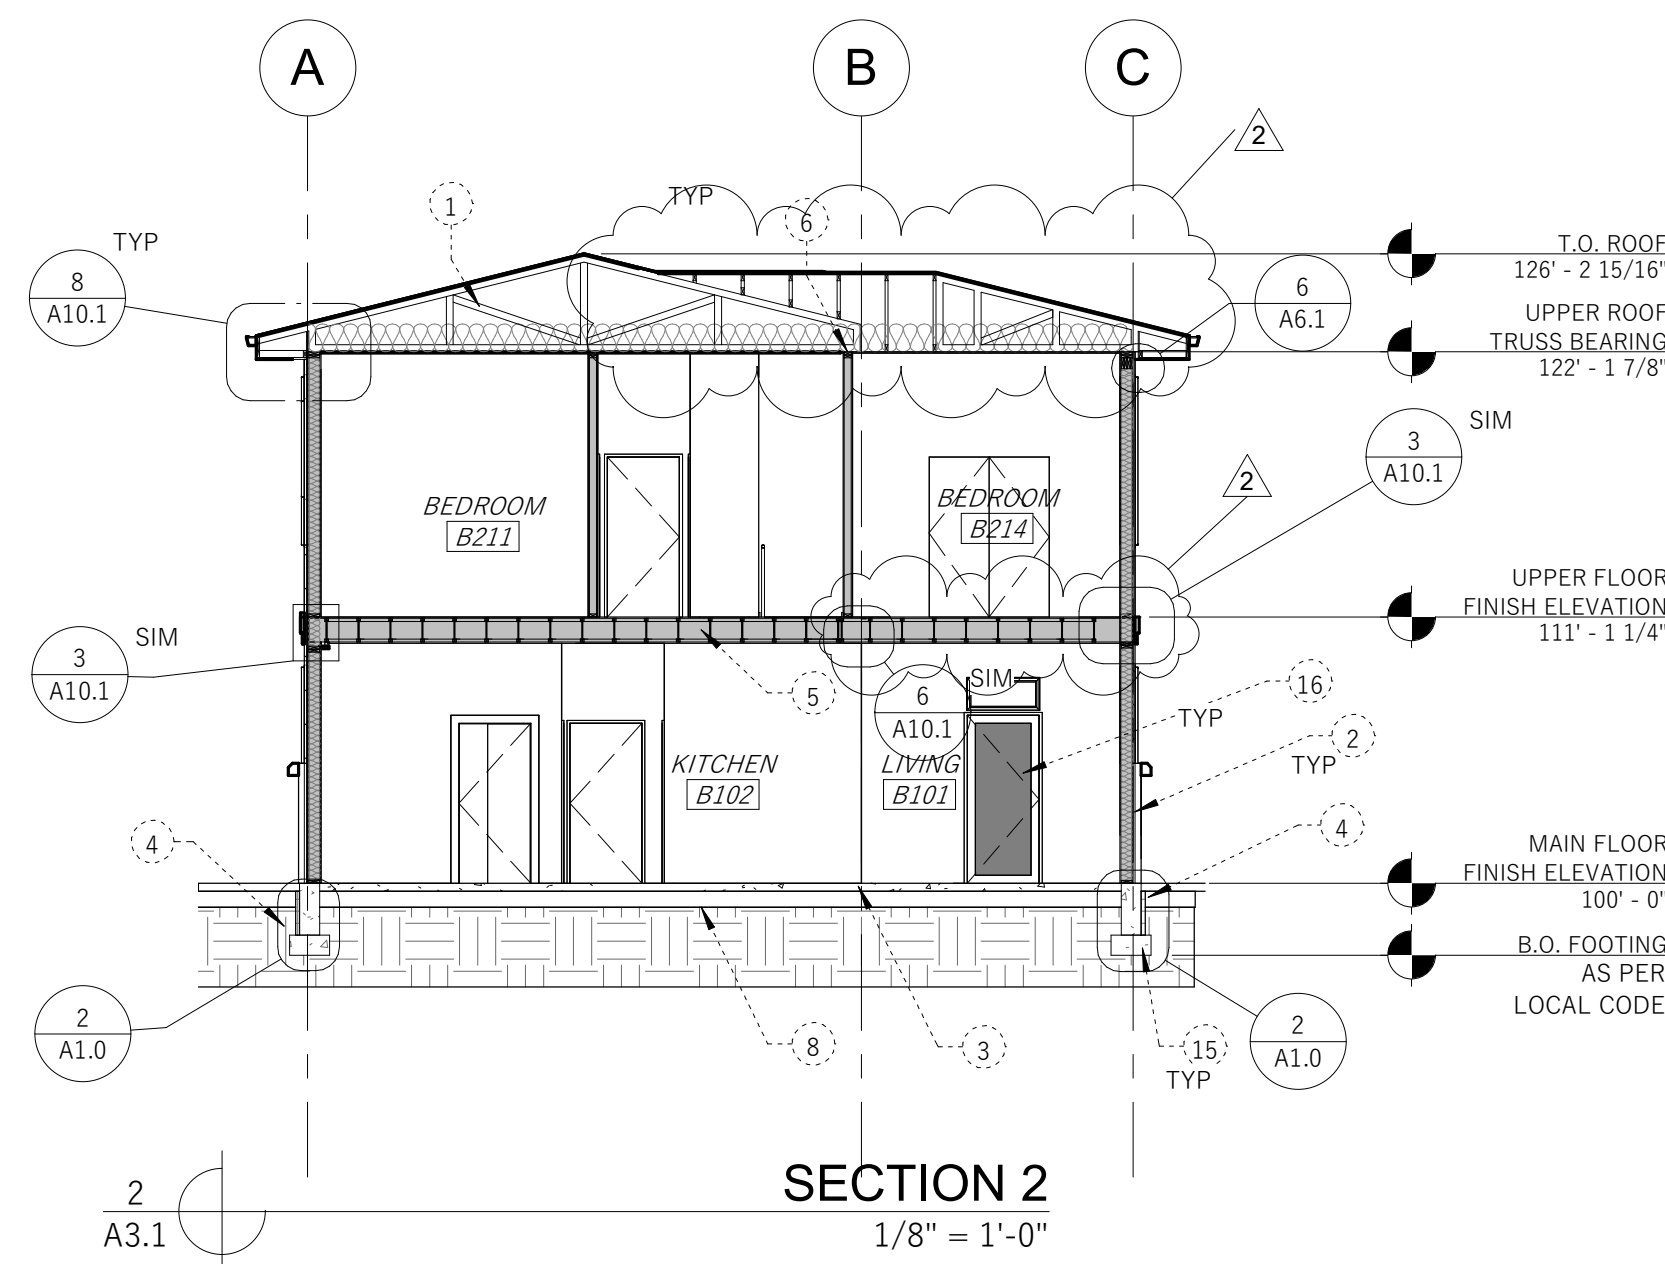 A
B
C
2
TYP
1
6
TYP
8
A10.1
T.O. ROOF
126' - 2 15/16"
6
A6.1
UPPER ROOF
TRUSS BEARING
122' - 1 7/8"
SIM
3
A10.1
2
BEDROOM
B211
BEDROOM
B214
UPPER FLOOR
FINISH ELEVATION
111' - 1 1/4"
SIM
3
A10.1
5
6
A10.1
SIM
16
TYP
2
TYP
KITCHEN
B102
LIVING
B101
4
4
MAIN FLOOR
FINISH ELEVATION
100' - 0"
B.O. FOOTING
AS PER
LOCAL CODE
2
A1.0
8
3
15
TYP
2
A1.0
SECTION 2
2
A3.1
1/8" = 1'-0"